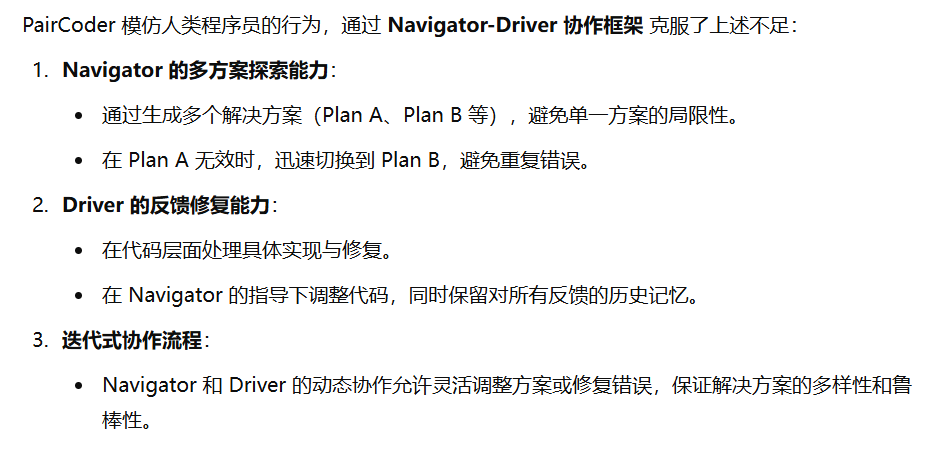 PairCoder 模仿人类程序员的行为，通过 Navigator-Driver 协作框架 克服了上述不足：
1. Navigator 的多方案探索能力：
• 通过生成多个解决方案（Plan A、Plan B 等），避免单一方案的局限性。
• 在 Plan A 无效时，迅速切换到 Plan B，避免重复错误。
2. Driver 的反馈修复能力：
• 在代码层面处理具体实现与修复。
• 在 Navigator 的指导下调整代码，同时保留对所有反馈的历史记忆。
3. 迭代式协作流程：
• Navigator 和 Driver 的动态协作允许灵活调整方案或修复错误，保证解决方案的多样性和鲁
棒性。